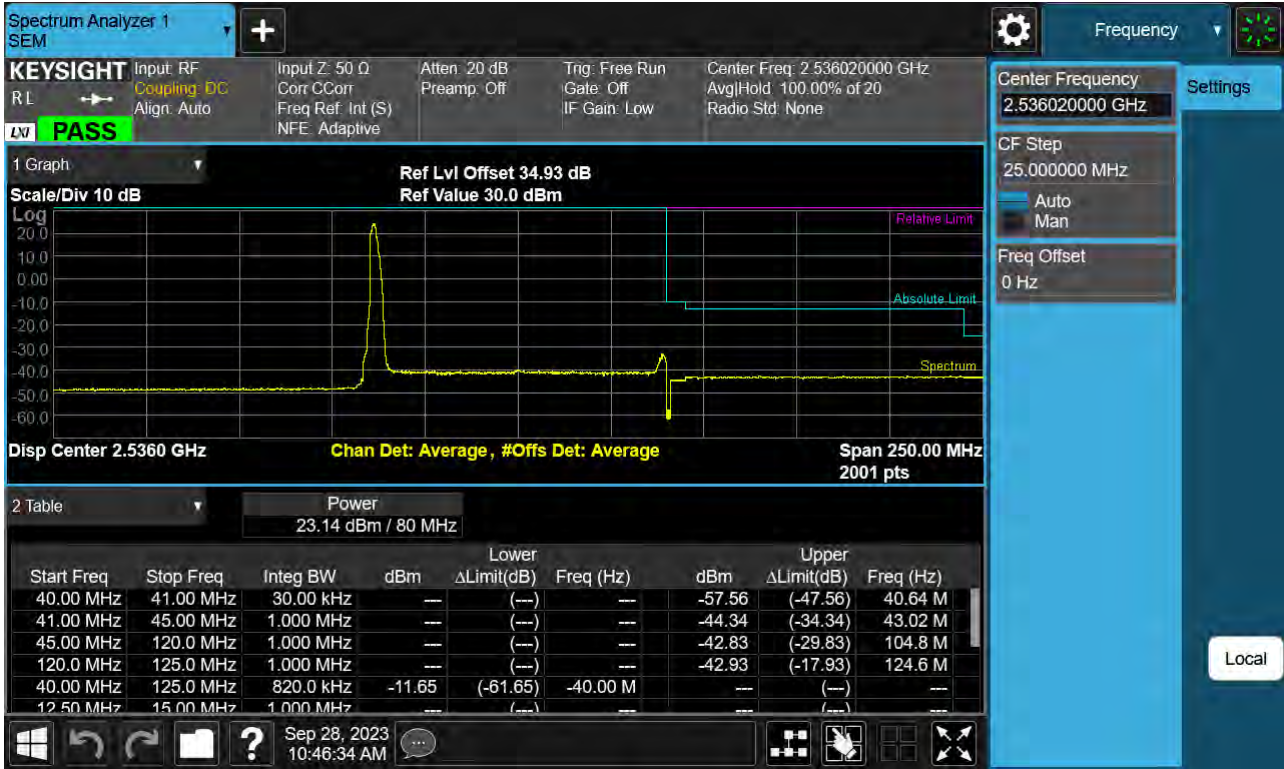 Spectrum Analyzer 1
SEM
Frequency
KEYSIGHT
R L
LXI
PASS
Input: RF
Coupling: DC
Align: Auto
Input Z: 50 Ω
Corr CCorr
Freq Ref: Int (S)
NFE: Adaptive
Atten: 20 dB
Preamp: Off
Trig: Free Run
Gate: Off
IF Gain: Low
Center Freq: 2.536020000 GHz
Avg|Hold: 100.00% of 20
Radio Std: None
Center Frequency
2.536020000 GHz
Settings
CF Step
25.000000 MHz
Auto
Man
Freq Offset
0 Hz
1 Graph
Scale/Div 10 dB
Ref Lvl Offset 34.93 dB
Ref Value 30.0 dBm
Log
20.0
10.0
0.00
-10.0
-20.0
-30.0
-40.0
-50.0
-60.0
Relative Limit
Absolute Limit
Spectrum
Disp Center 2.5360 GHz
Chan Det: Average , #Offs Det: Average
Span 250.00 MHz
2001 pts
2 Table
Power
23.14 dBm / 80 MHz
Lower Upper
Start Freq Stop Freq Integ BW dBm ΔLimit(dB) Freq (Hz) dBm ΔLimit(dB) Freq (Hz)
40.00 MHz 41.00 MHz 30.00 kHz --- (---) --- -57.56 (-47.56) 40.64 M
41.00 MHz 45.00 MHz 1.000 MHz --- (---) --- -44.34 (-34.34) 43.02 M
45.00 MHz 120.0 MHz 1.000 MHz --- (---) --- -42.83 (-29.83) 104.8 M
120.0 MHz 125.0 MHz 1.000 MHz --- (---) --- -42.93 (-17.93) 124.6 M
40.00 MHz 125.0 MHz 820.0 kHz -11.65 (-61.65) -40.00 M --- (---) ---
12.50 MHz 15.00 MHz 1.000 MHz --- (---) --- --- (---) ---
Local
?
Sep 28, 2023
10:46:34 AM